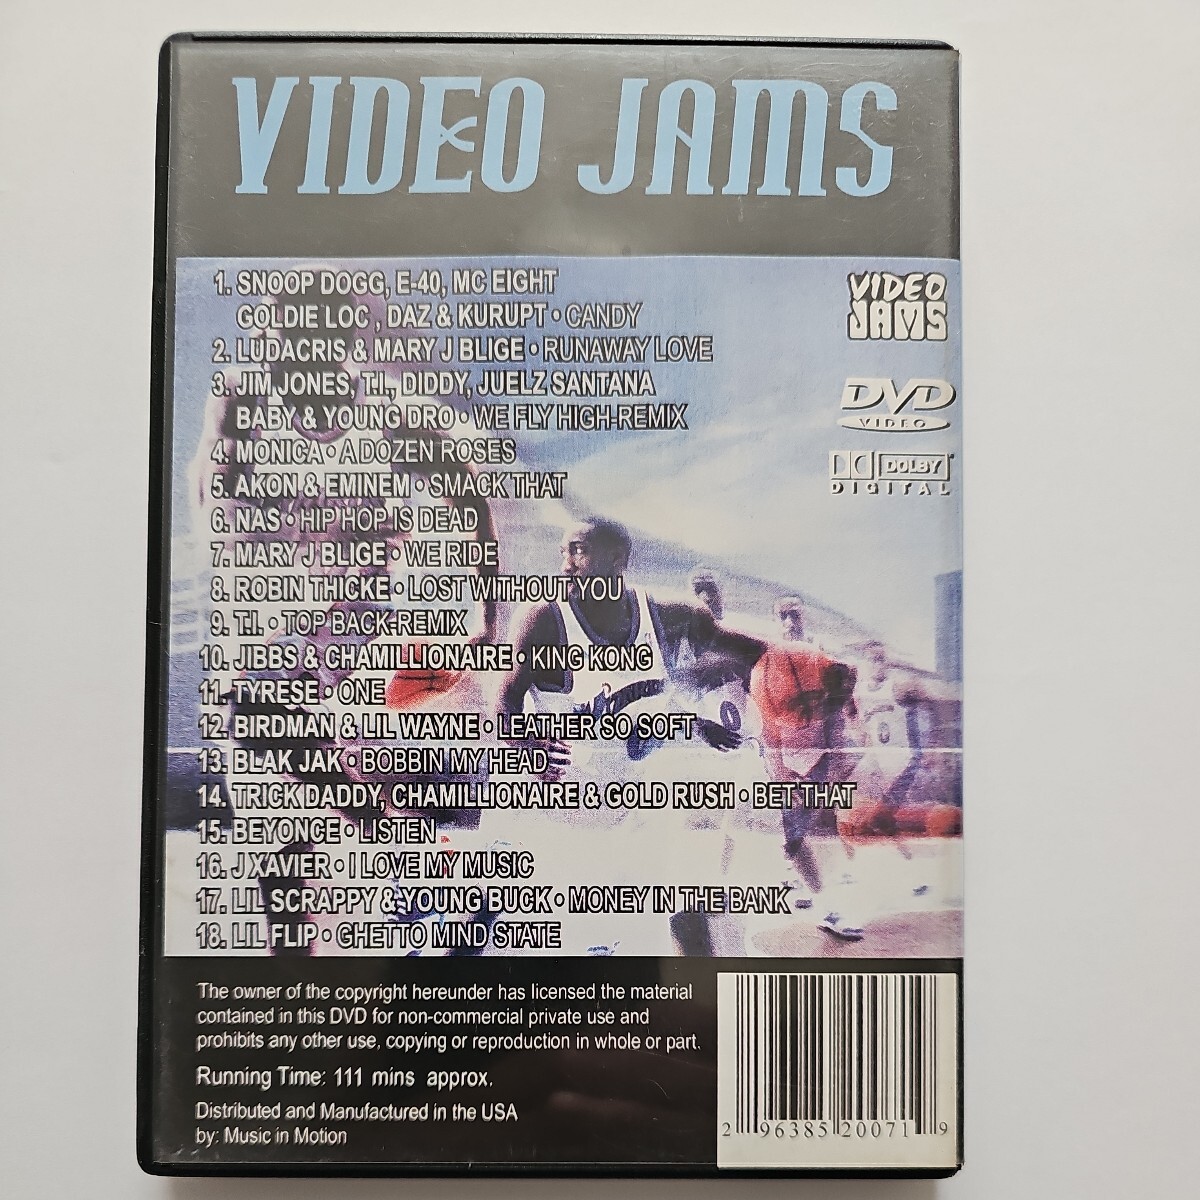 VIDEO JAMS
1. SNOOP DOGG, E-40, MC EIGHT
GOLDIE LOC , DAZ & KURUPT • CANDY
2. LUDACRIS & MARY J BLIGE • RUNAWAY LOVE
3. JIM JONES, T.I., DIDDY, JUELZ SANTANA
BABY & YOUNG DRO • WE FLY HIGH-REMIX
4. MONICA • A DOZEN ROSES
5. AKON & EMINEM • SMACK THAT
6. NAS • HIP HOP IS DEAD
7. MARY J BLIGE • WE RIDE
8. ROBIN THICKE • LOST WITHOUT YOU
9. T.I. • TOP BACK-REMIX
10. JIBBS & CHAMILLIONAIRE • KING KONG
11. TYRESE • ONE
12. BIRDMAN & LIL WAYNE • LEATHER SO SOFT
13. BLAK JAK • BOBBIN MY HEAD
14. TRICK DADDY, CHAMILLIONAIRE & GOLD RUSH • BET THAT
15. BEYONCE • LISTEN
16. J XAVIER • I LOVE MY MUSIC
17. LIL SCRAPPY & YOUNG BUCK • MONEY IN THE BANK
18. LIL FLIP • GHETTO MIND STATE
VIDEO
JAMS
DVD
VIDEO
DOLBY
DIGITAL
The owner of the copyright hereunder has licensed the material
contained in this DVD for non-commercial private use and
prohibits any other use, copying or reproduction in whole or part.
Running Time: 111 mins approx.
Distributed and Manufactured in the USA
by: Music in Motion
2 96385 20071 9